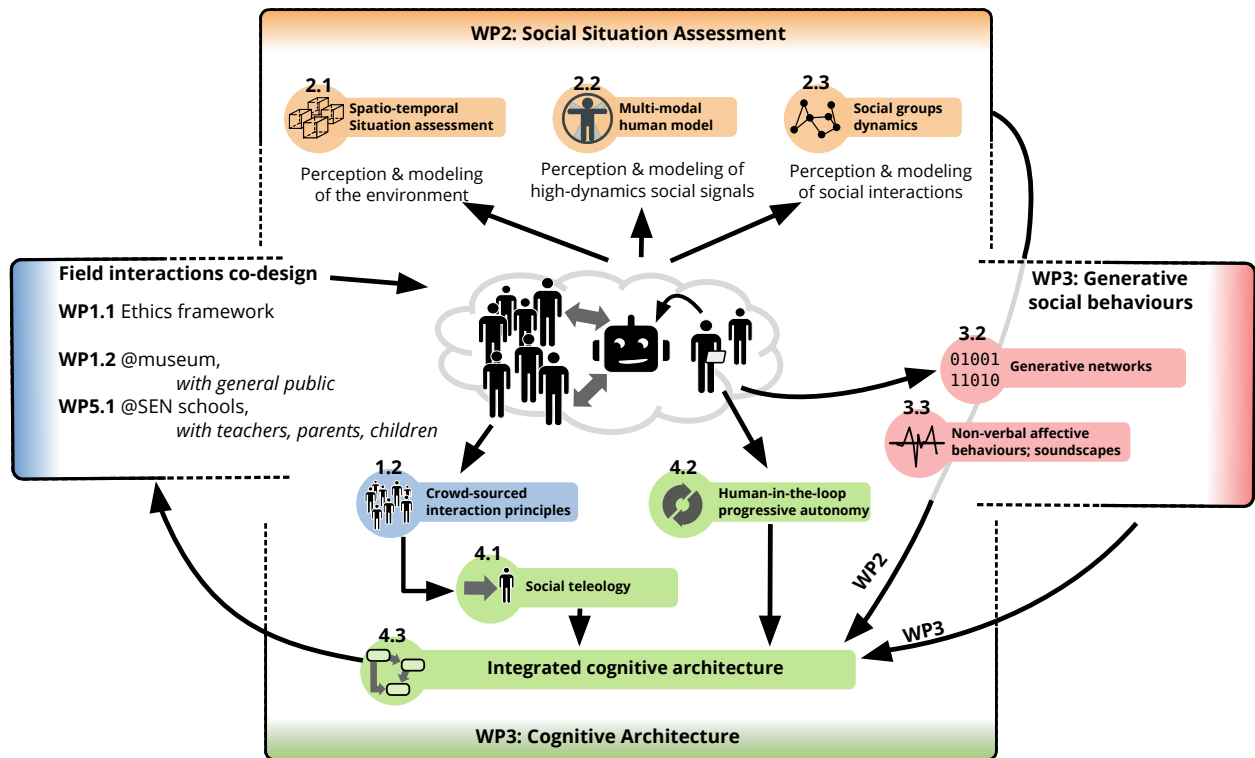 WP2: Social Situation Assessment
2.1
Spatio-temporal
Situation assessment
Perception & modeling
of the environment
2.2
Multi-modal
human model
Perception & modeling of
high-dynamics social signals
2.3
Social groups
dynamics
Perception & modeling
of social interactions
Field interactions co-design
WP1.1 Ethics framework
WP1.2 @museum,
with general public
WP5.1 @SEN schools,
with teachers, parents, children
WP3: Generative
social behaviours
3.2
01001
11010
Generative networks
3.3
Non-verbal affective
behaviours; soundscapes
1.2
Crowd-sourced
interaction principles
4.2
Human-in-the-loop
progressive autonomy
4.1
Social teleology
WP2
WP3
4.3
Integrated cognitive architecture
WP3: Cognitive Architecture